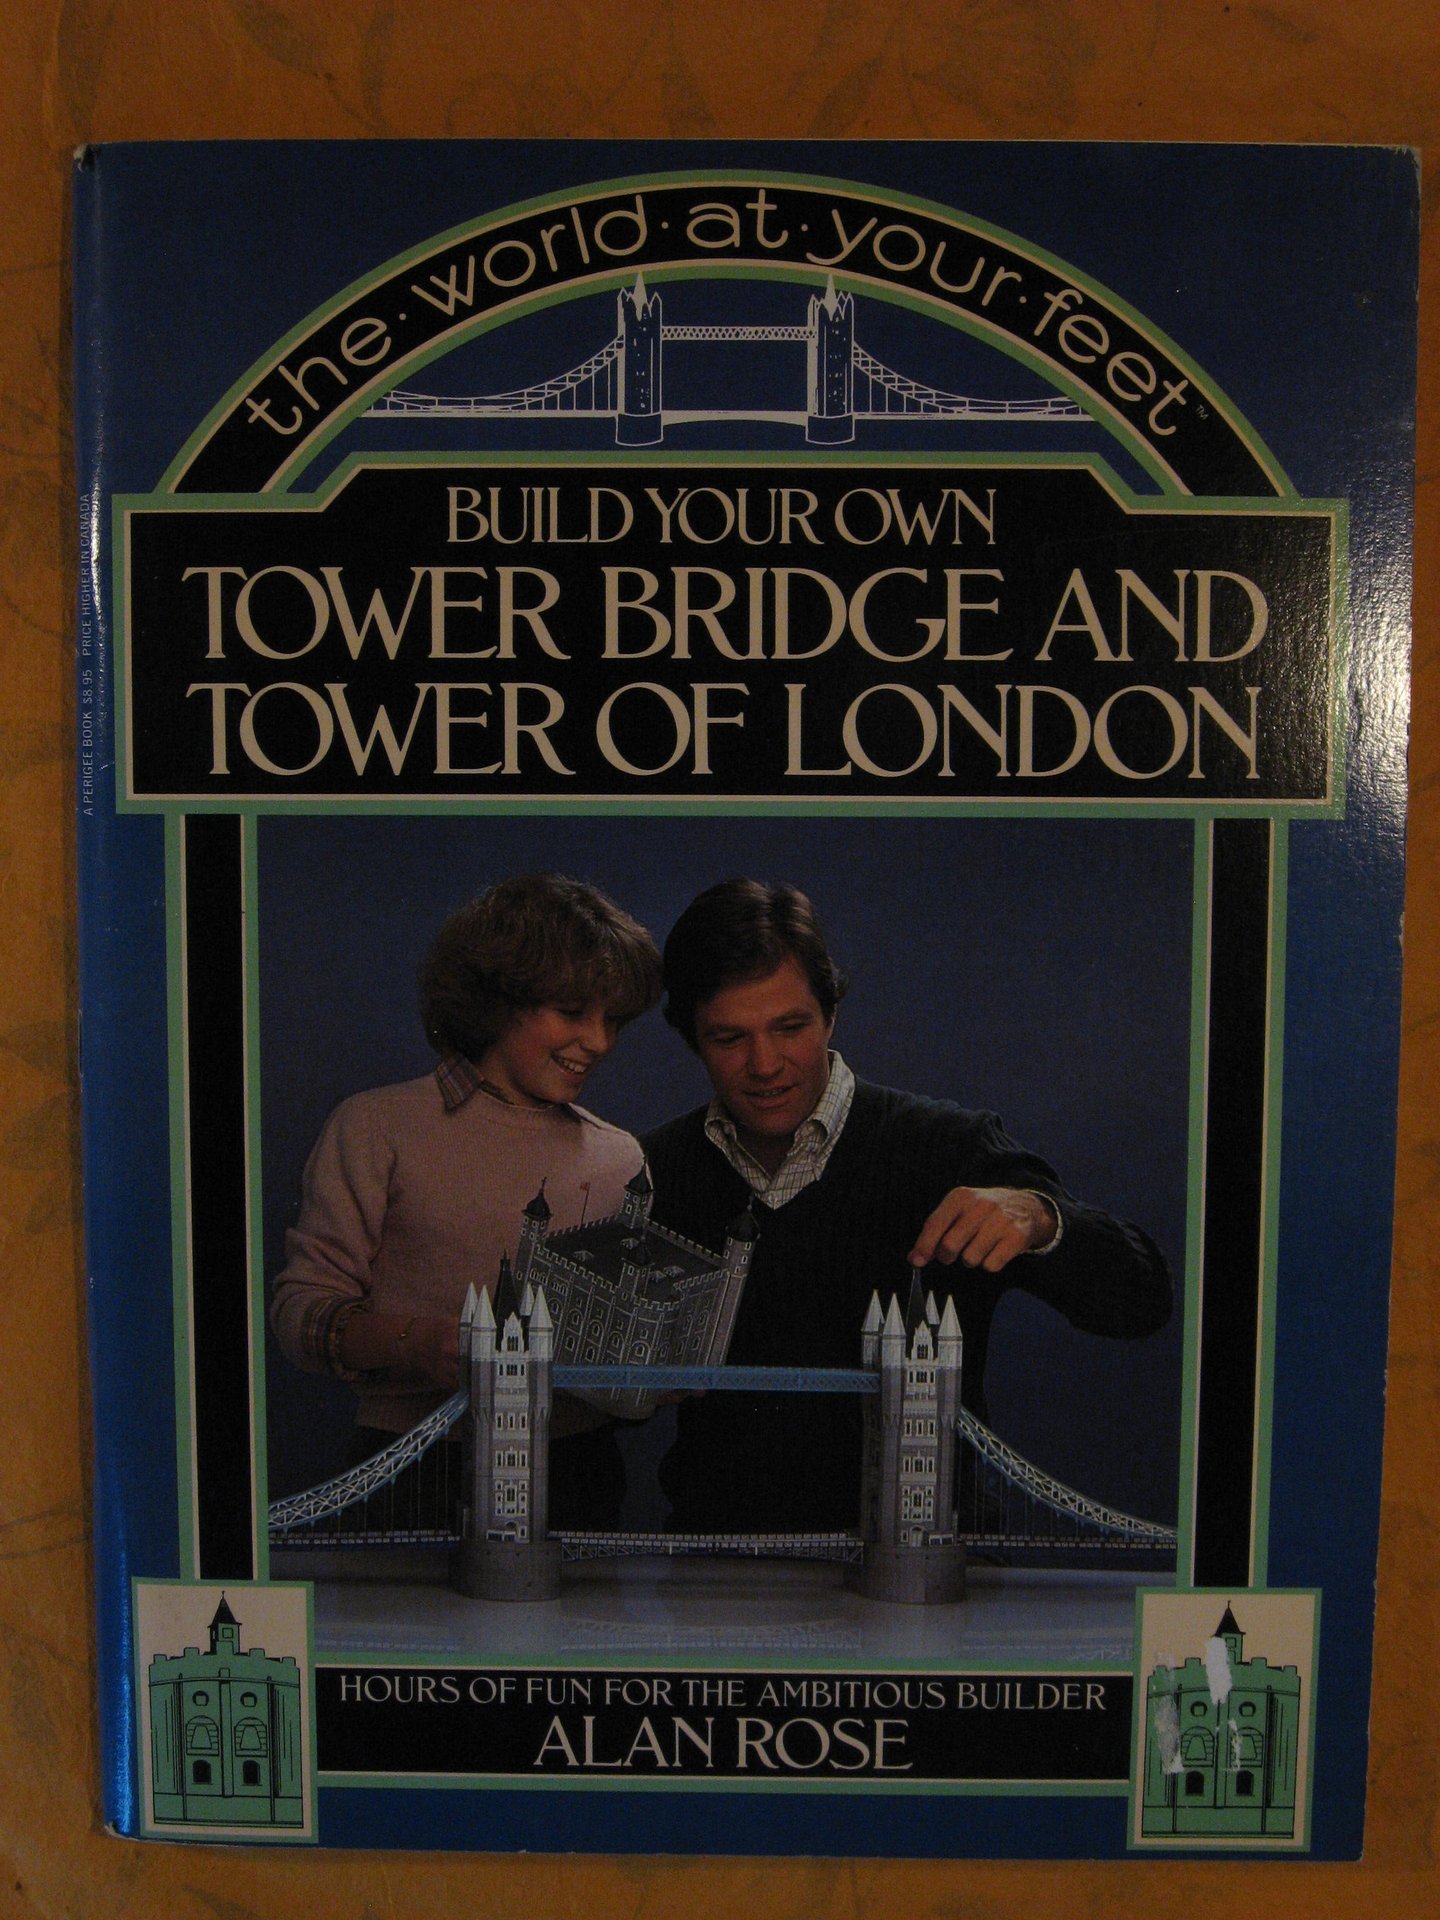 the · world · at · your · feet ™
BUILD YOUR OWN
TOWER BRIDGE AND
TOWER OF LONDON
A PERIGEE BOOK $8.95 PRICE HIGHER IN CANADA
HOURS OF FUN FOR THE AMBITIOUS BUILDER
ALAN ROSE